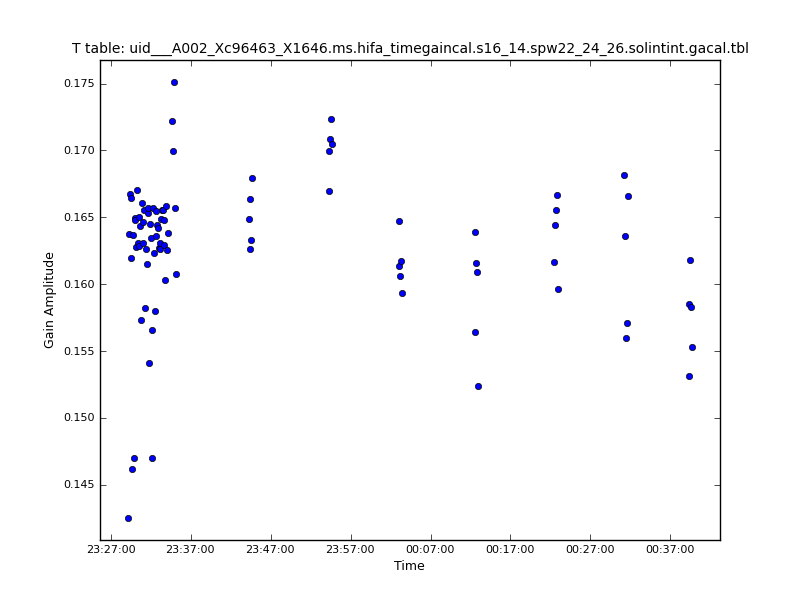 T table: uid___A002_Xc96463_X1646.ms.hifa_timegaincal.s16_14.spw22_24_26.solintint.gacal.tbl
0.175
0.170
0.165
0.160
0.155
0.150
0.145
Gain Amplitude
23:27:00 23:37:00 23:47:00 23:57:00 00:07:00 00:17:00 00:27:00 00:37:00
Time